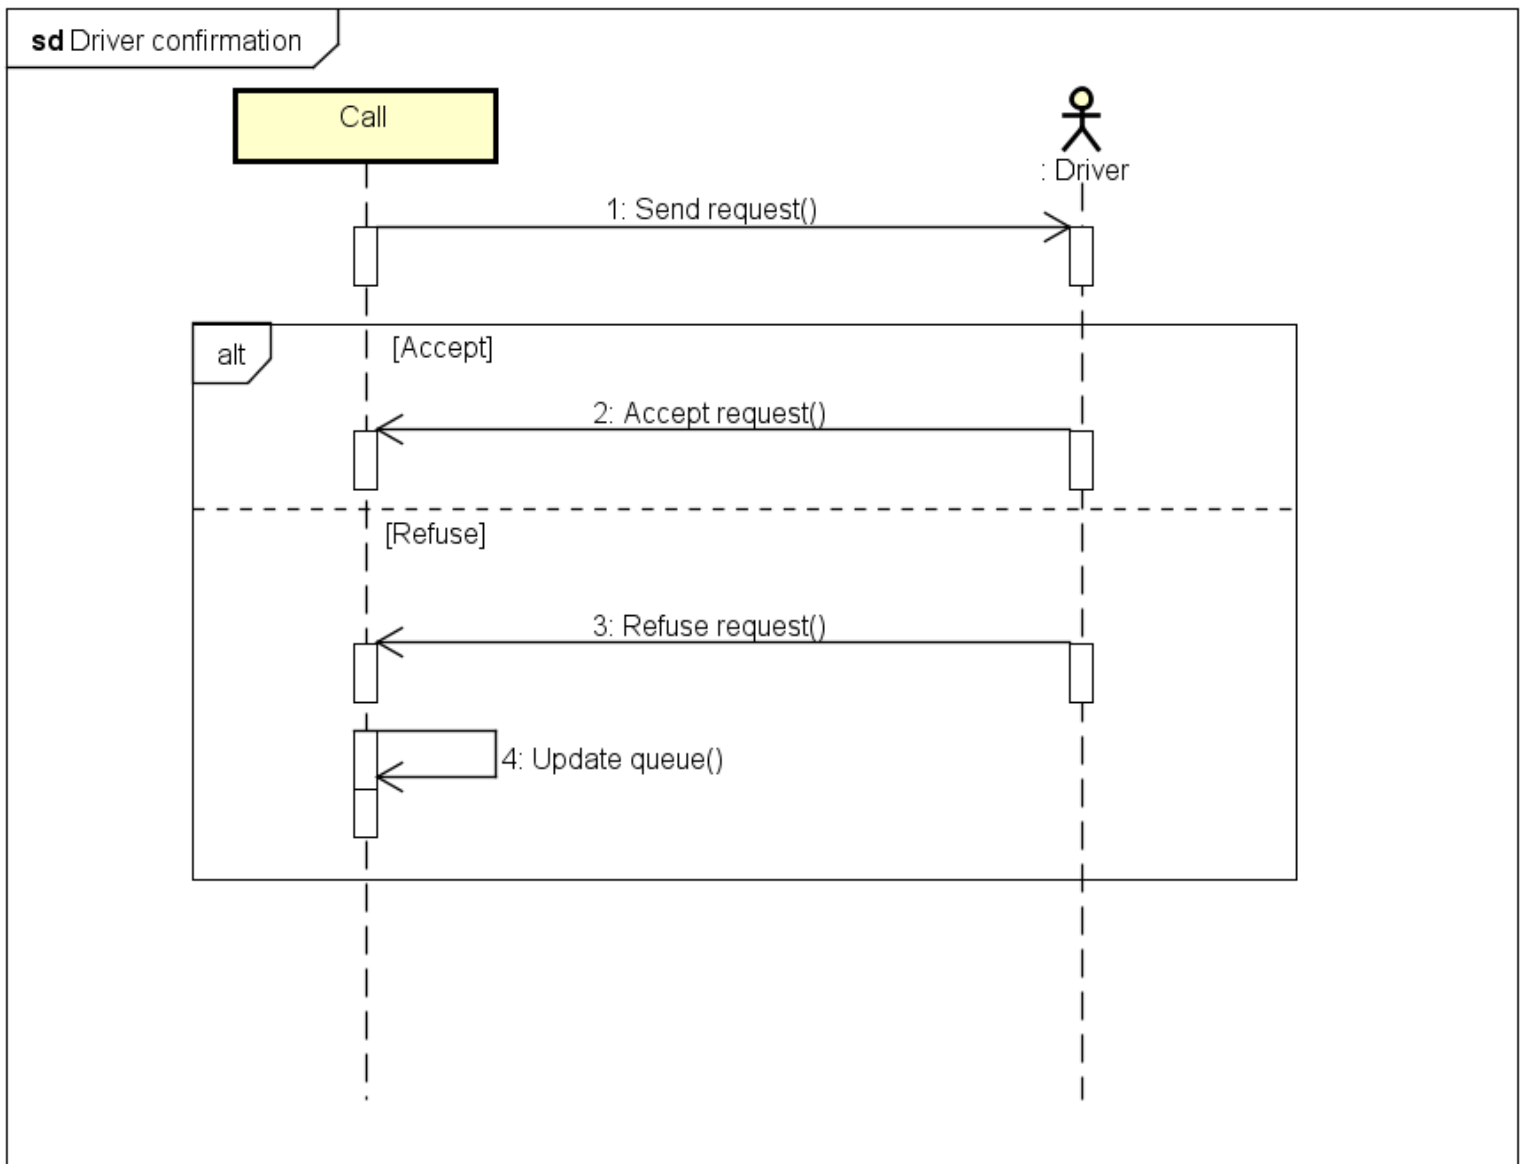 sd Driver confirmation
Call
: Driver
1: Send request()
alt
[Accept]
2: Accept request()
[Refuse]
3: Refuse request()
4: Update queue()